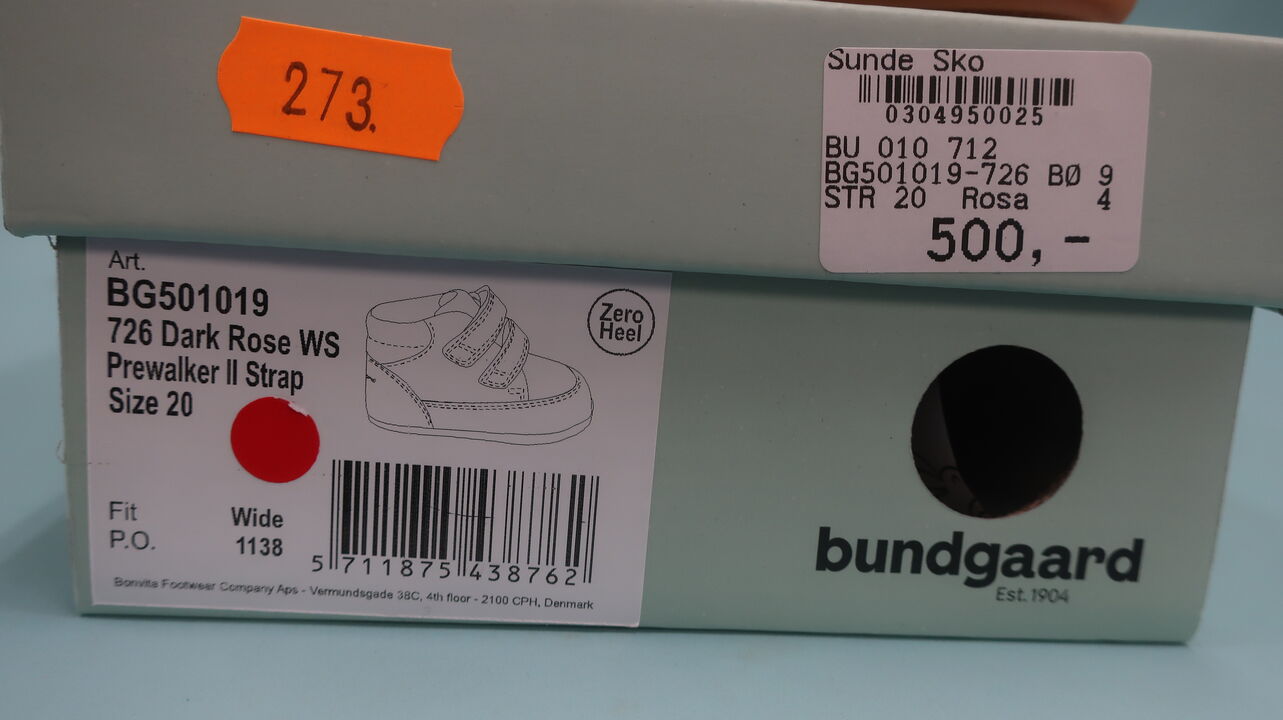 273.
Sunde Sko
0304950025
BU 010 712
BG501019-726 BØ 9
STR 20 Rosa 4
500,-
Art.
BG501019
726 Dark Rose WS
Prewalker II Strap
Size 20
Zero
Heel
Fit Wide
P.O. 1138
5 711875 438762
Bonvita Footwear Company Aps - Vermundsgade 38C, 4th floor - 2100 CPH, Denmark
bundgaard
Est. 1904